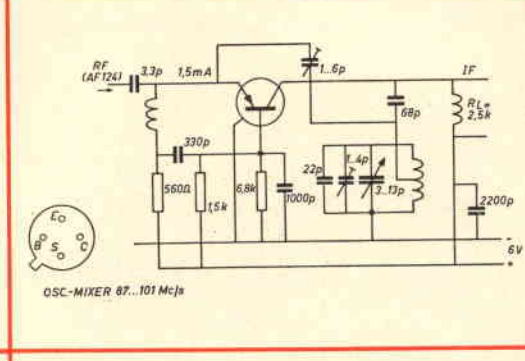 RF
(AF124)
3,3p
1,5mA
1...6p
IF
68p
RL=
2,5k
330p
560Ω
1,5k
6,8k
1000p
22p
1..4p
3-13p
2200p
-
6V
+
E
B
S
C
OSC.-MIXER 87...101 Mc/s